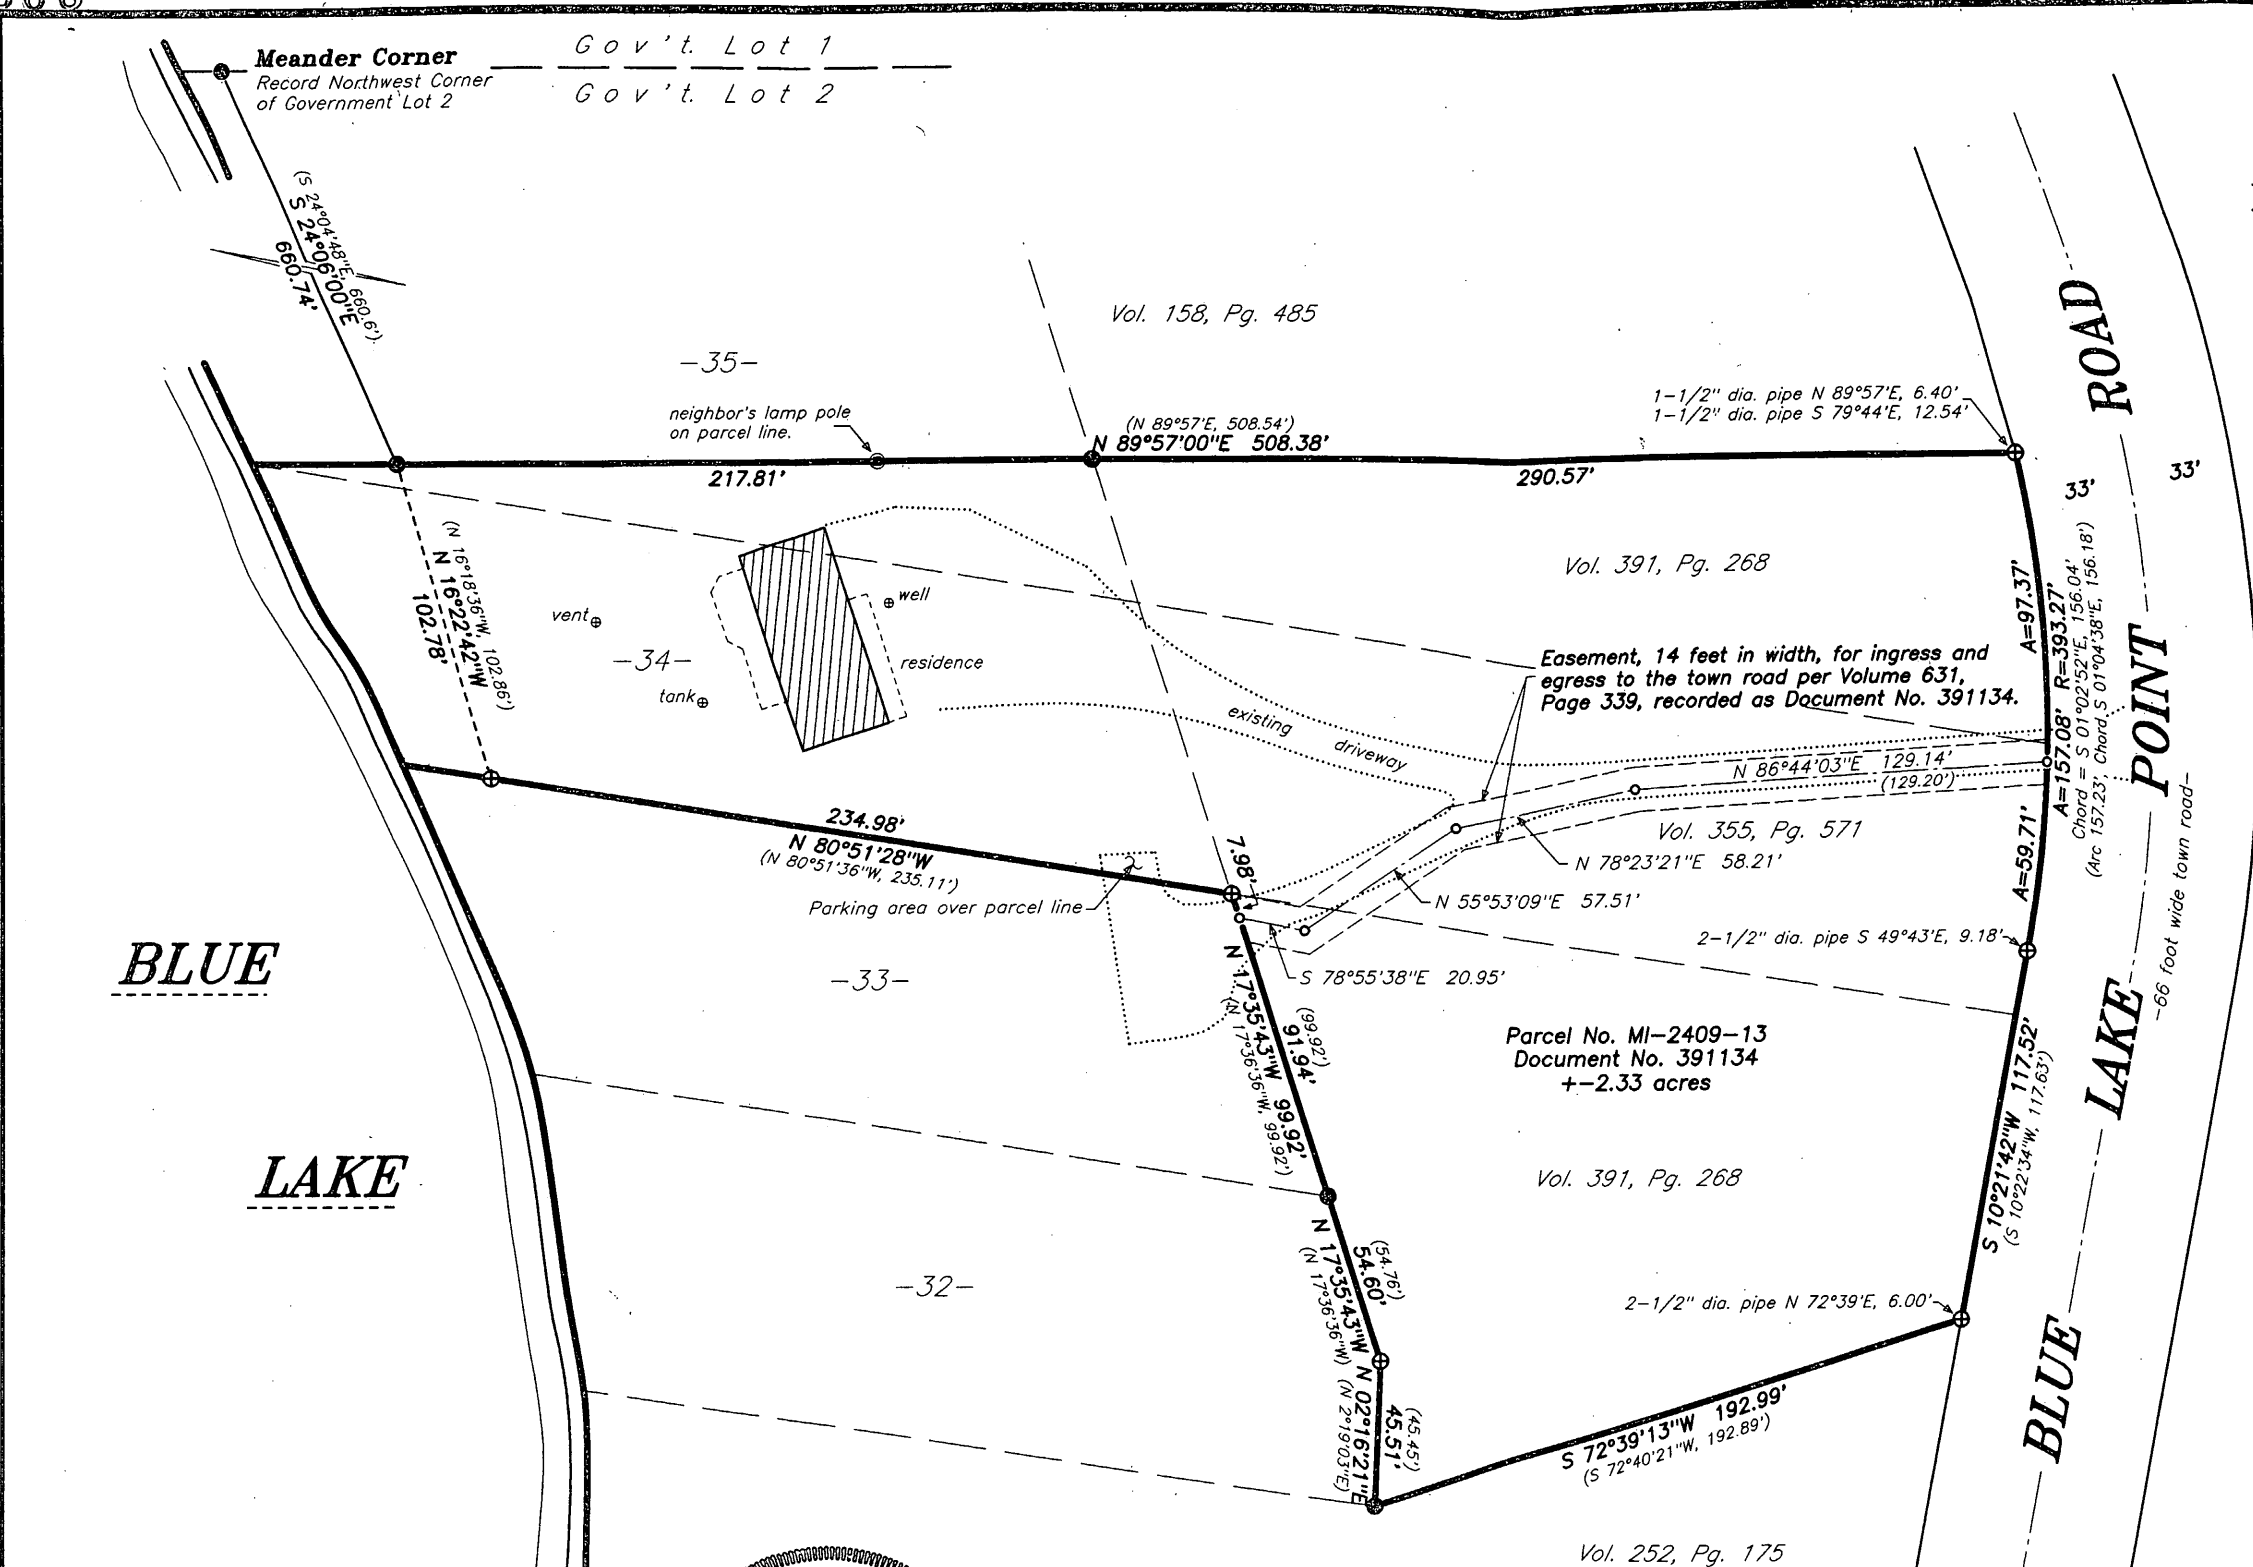 Meander Corner
Record Northwest Corner
of Government Lot 2
Gov't. Lot 1
Gov't. Lot 2
(S 24°04'48"E, 660.6')
S 24°06'00"E
660.74'
Vol. 158, Pg. 485
-35-
neighbor's lamp pole
on parcel line.
(N 89°57'E, 508.54')
N 89°57'00"E 508.38'
217.81'
290.57'
1-1/2" dia. pipe N 89°57'E, 6.40'
1-1/2" dia. pipe S 79°44'E, 12.54'
33'
33'
(N 16°18'36"W, 102.86')
N 16°22'42"W
102.78'
vent
well
-34-
residence
tank
Vol. 391, Pg. 268
Easement, 14 feet in width, for ingress and
egress to the town road per Volume 631,
Page 339, recorded as Document No. 391134.
existing driveway
N 86°44'03"E 129.14'
(129.20')
Vol. 355, Pg. 571
N 78°23'21"E 58.21'
N 55°53'09"E 57.51'
S 78°55'38"E 20.95'
A=97.37'
A=157.08' R=393.27'
Chord = S 01°02'52"E, 156.04'
(Arc 157.23', Chord S 01°04'38"E, 156.18')
A=59.71'
234.98'
N 80°51'28"W
(N 80°51'36"W, 235.11')
Parking area over parcel line
7.98'
2-1/2" dia. pipe S 49°43'E, 9.18'
-66 foot wide town road-
BLUE
LAKE
-33-
(99.92')
91.94'
N 17°35'43"W 99.92'
(N 17°36'36"W, 99.92')
Parcel No. MI-2409-13
Document No. 391134
+-2.33 acres
Vol. 391, Pg. 268
S 10°21'42"W 117.52'
(S 10°22'34"W, 117.63')
-32-
(54.76')
54.60'
N 17°35'43"W
(N 17°36'36"W)
(45.45')
45.51'
N 02°16'21"E
(N 2°19'03"E)
2-1/2" dia. pipe N 72°39'E, 6.00'
S 72°39'13"W 192.99'
(S 72°40'21"W, 192.89')
BLUE LAKE POINT ROAD
Vol. 252, Pg. 175